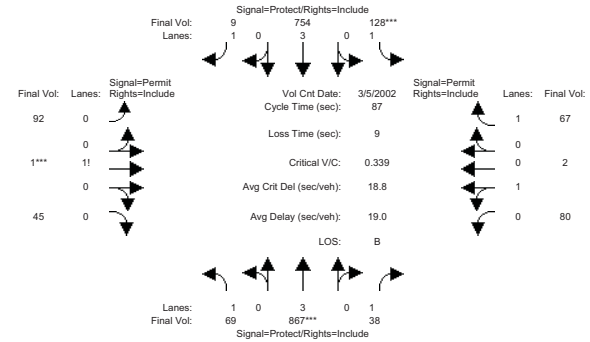 Signal=Protect/Rights=Include
Final Vol: 9 754 128***
Lanes: 1 0 3 0 1
Signal=Permit
Final Vol: Lanes: Rights=Include
Vol Cnt Date: 3/5/2002
Signal=Permit
Rights=Include Lanes: Final Vol:
Cycle Time (sec): 87
92 0
1 67
Loss Time (sec): 9
0
0
1*** 1!
Critical V/C: 0.339
0 2
0
Avg Crit Del (sec/veh): 18.8
1
45 0
Avg Delay (sec/veh): 19.0
0 80
LOS: B
Lanes: 1 0 3 0 1
Final Vol: 69 867*** 38
Signal=Protect/Rights=Include